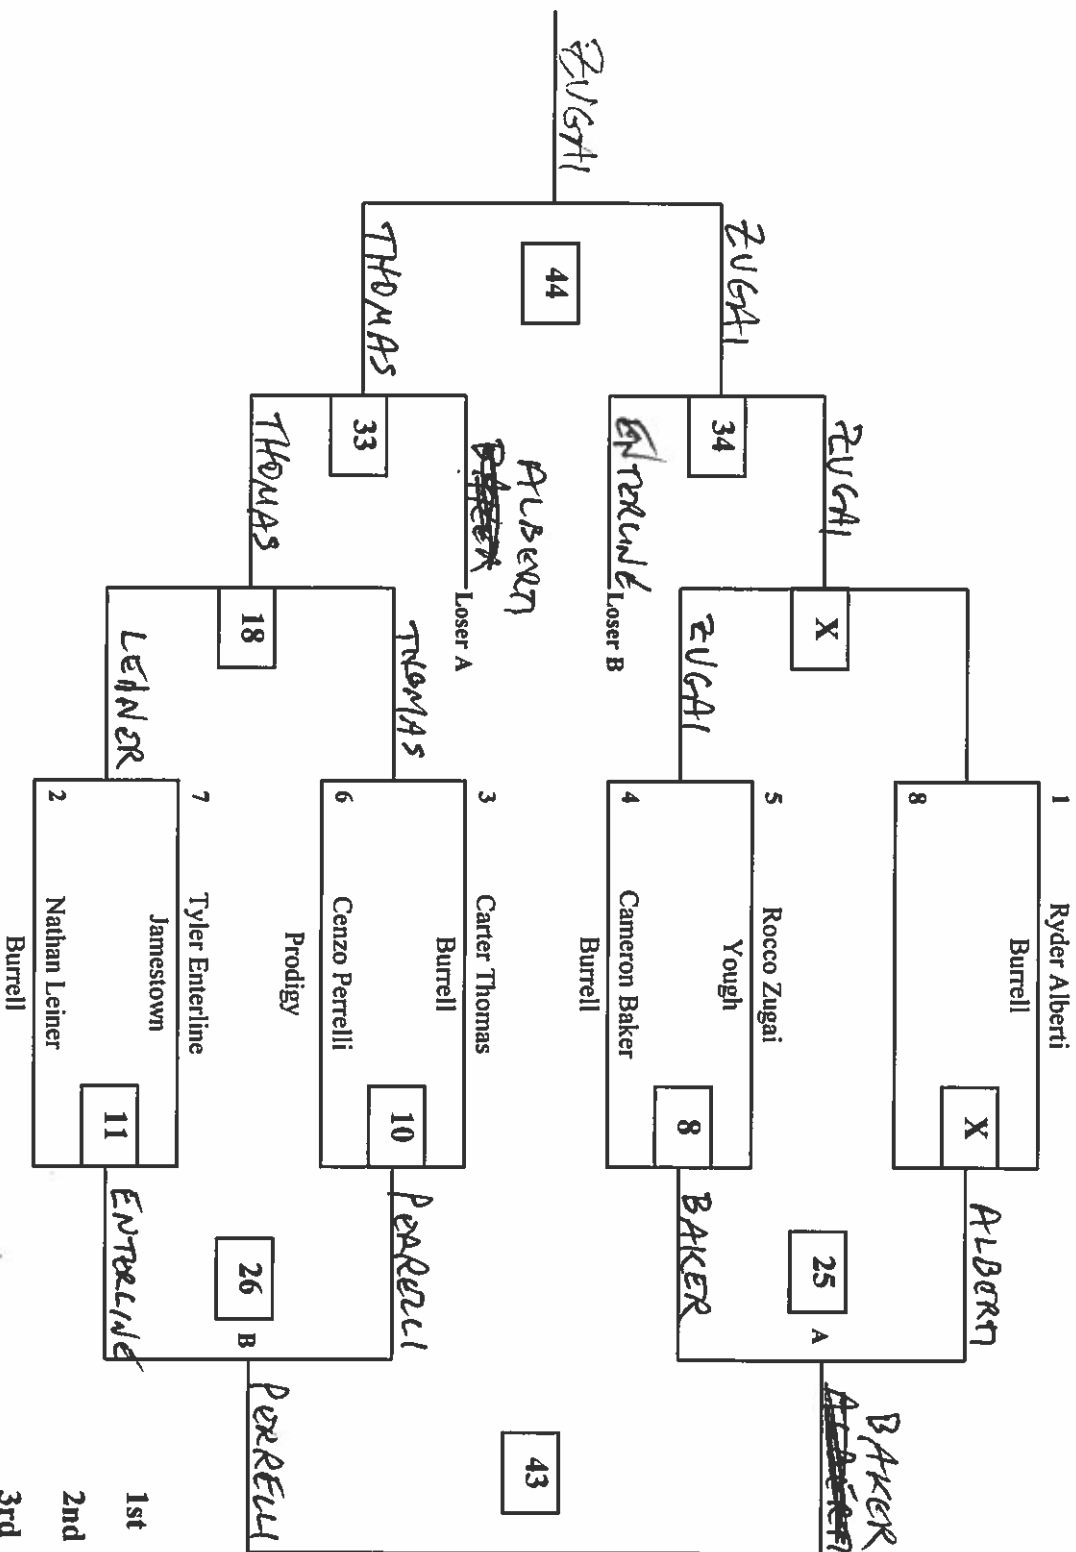 1 Ryder Alberti
Burrell
8
X
ALBERTI
5 Rocco Zugai
Yough
4 Cameron Baker
Burrell
8
BAKER
25 A
BAKER
3 Carter Thomas
Burrell
6 Cenzo Perrelli
Prodigy
10
PERRELLI
7 Tyler Enterline
Jamestown
2 Nathan Leiner
Burrell
11
ENTERLINE
26 B
PERRELLI
43
1st
2nd
3rd
X
ZUGAI
ZUGAI
34
ENTERLINE
Loser B
ZUGAI
ALBERTI
Loser A
33
THOMAS
18
THOMAS
LEINER
THOMAS
44
ZUGAI